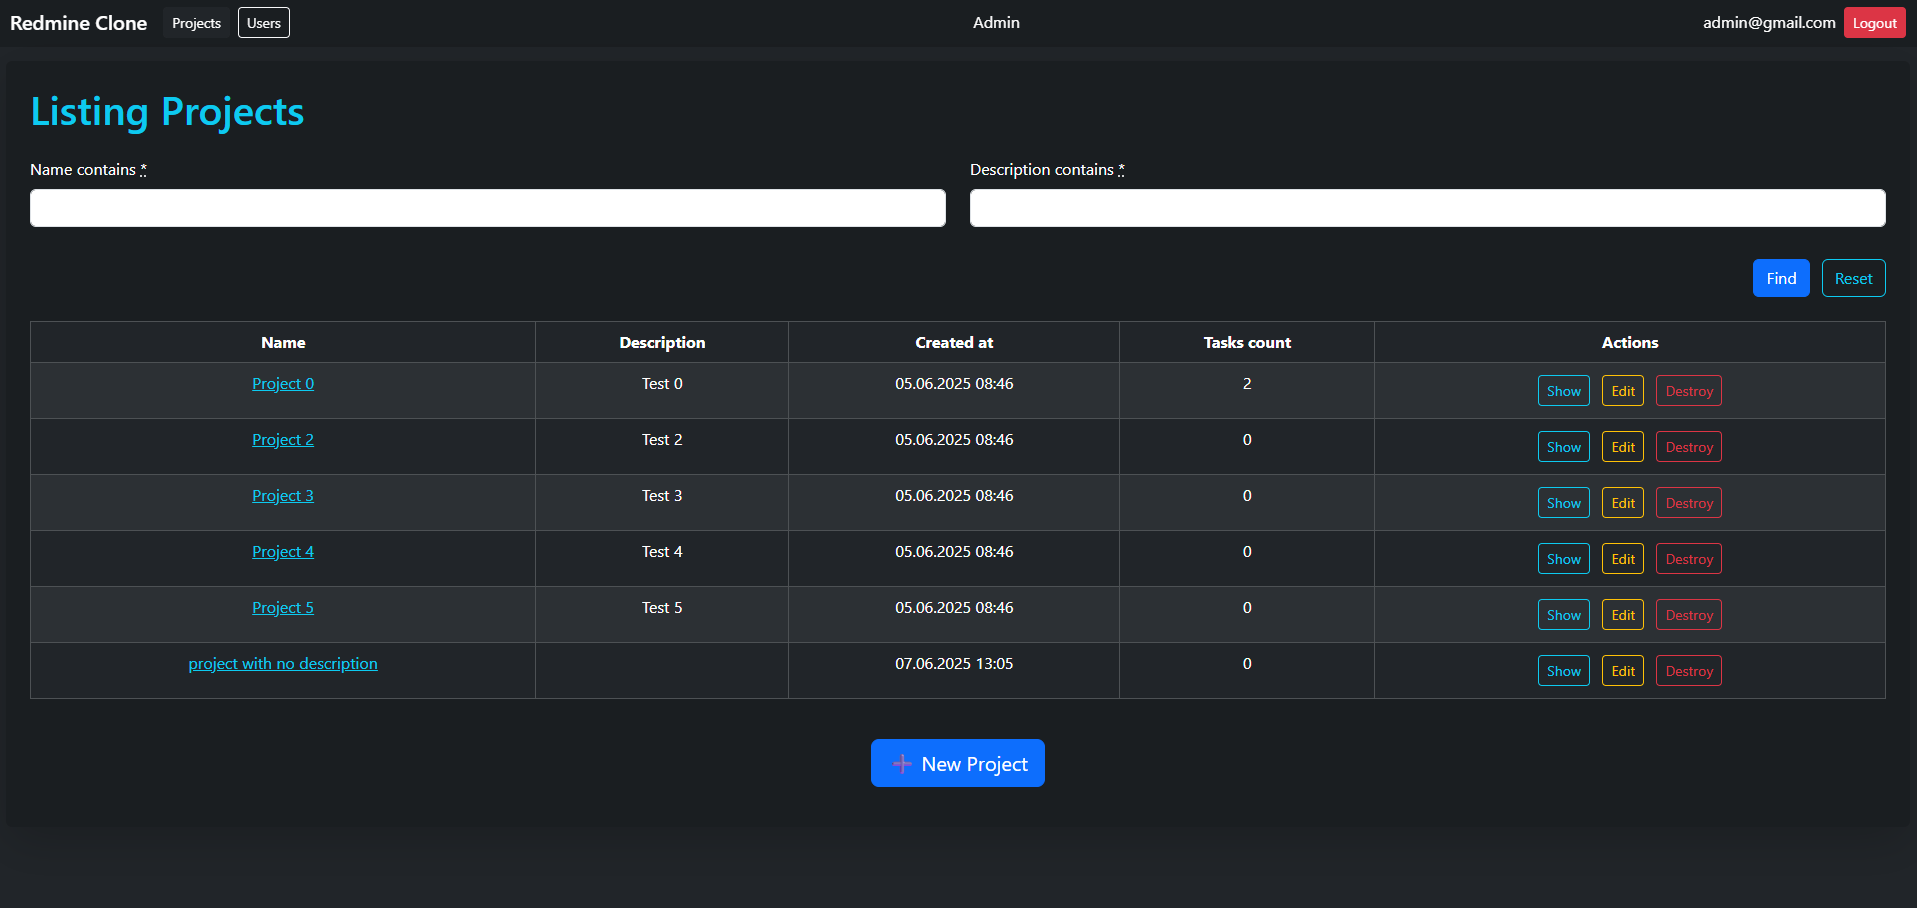 Redmine Clone Projects Users Admin admin@gmail.com Logout
Listing Projects
Name contains * Description contains *
Find Reset
Name Description Created at Tasks count Actions
Project 0 Test 0 05.06.2025 08:46 2 Show Edit Destroy
Project 2 Test 2 05.06.2025 08:46 0 Show Edit Destroy
Project 3 Test 3 05.06.2025 08:46 0 Show Edit Destroy
Project 4 Test 4 05.06.2025 08:46 0 Show Edit Destroy
Project 5 Test 5 05.06.2025 08:46 0 Show Edit Destroy
project with no description 07.06.2025 13:05 0 Show Edit Destroy
➕ New Project